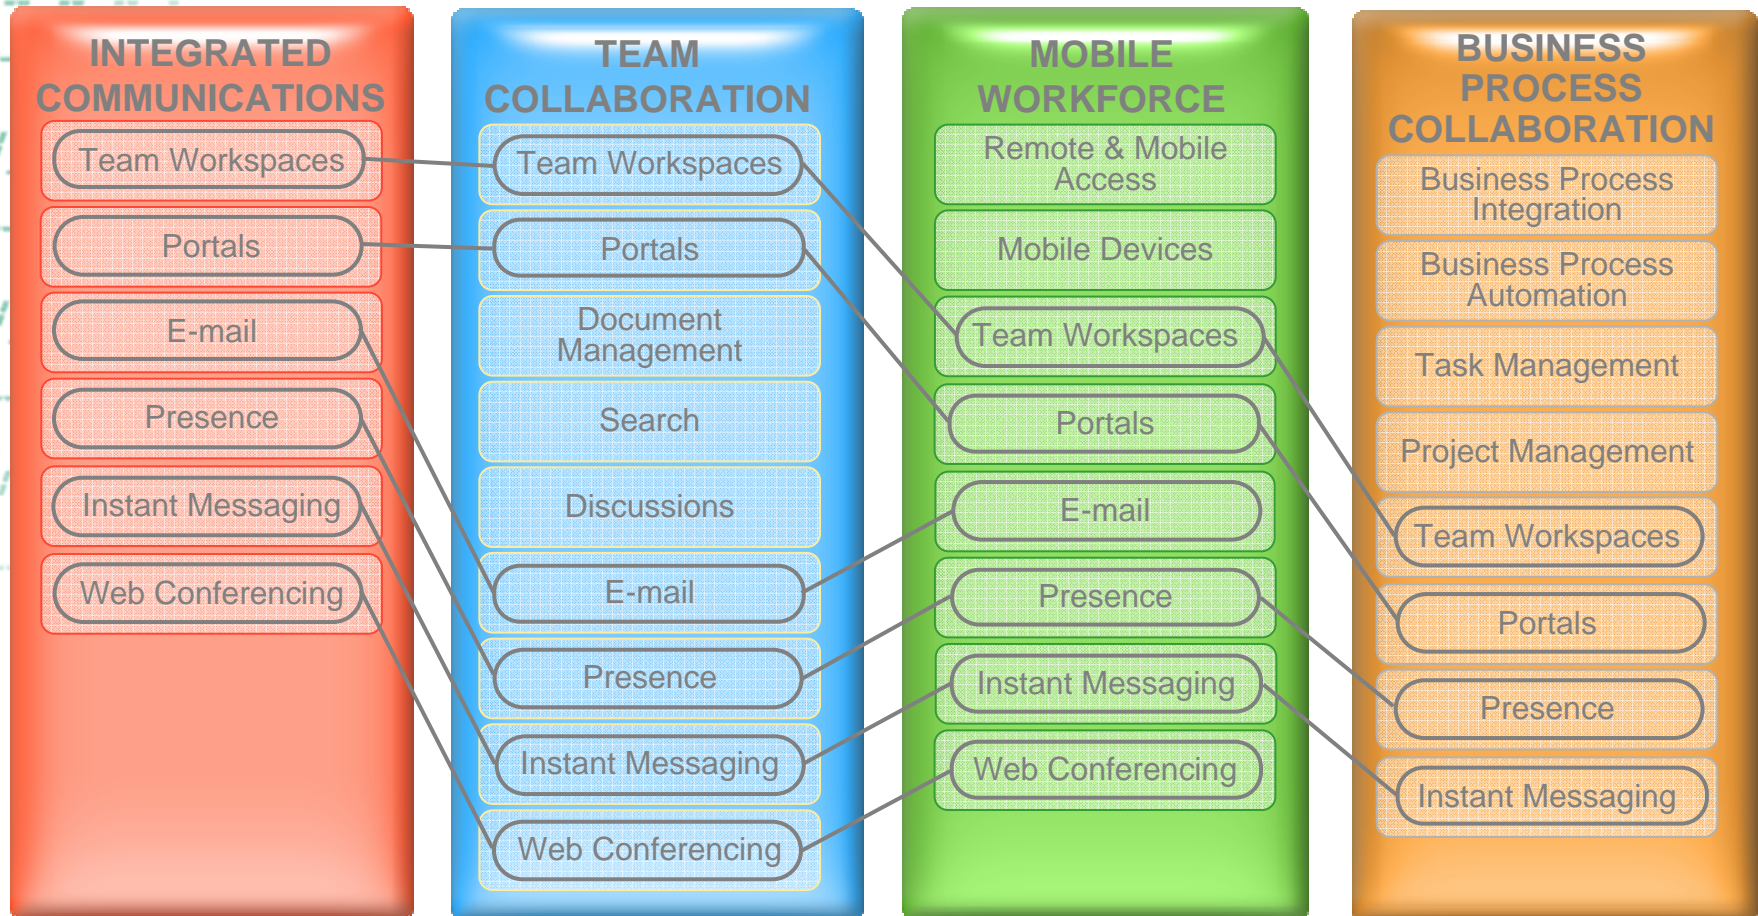 INTEGRATED
COMMUNICATIONS
Team Workspaces
Portals
E-mail
Presence
Instant Messaging
Web Conferencing
TEAM
COLLABORATION
Team Workspaces
Portals
Document
Management
Search
Discussions
E-mail
Presence
Instant Messaging
Web Conferencing
MOBILE
WORKFORCE
Remote & Mobile
Access
Mobile Devices
Team Workspaces
Portals
E-mail
Presence
Instant Messaging
Web Conferencing
BUSINESS
PROCESS
COLLABORATION
Business Process
Integration
Business Process
Automation
Task Management
Project Management
Team Workspaces
Portals
Presence
Instant Messaging